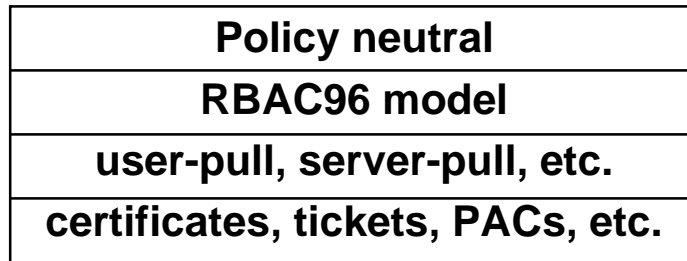 Policy neutral
RBAC96 model
user-pull, server-pull, etc.
certificates, tickets, PACs, etc.